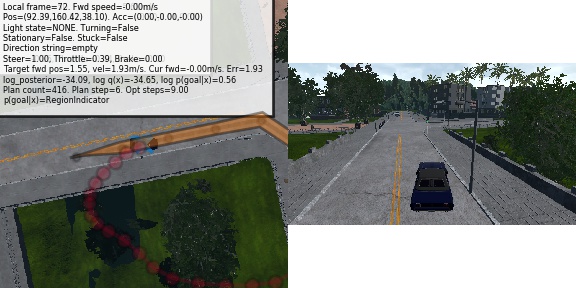 Local frame=72. Fwd speed=-0.00m/s
Pos=(92.39,160.42,38.10). Acc=(0.00,-0.00,-0.00)
Light state=NONE. Turning=False
Stationary=False. Stuck=False
Direction string=empty
Steer=1.00, Throttle=0.39, Brake=0.00
Target fwd pos=1.55, vel=1.93m/s. Cur fwd=-0.00m/s. Err=1.93
log_posterior=-34.09, log q(x)=-34.65, log p(goal|x)=0.56
Plan count=416. Plan step=6. Opt steps=9.00
p(goal|x)=RegionIndicator